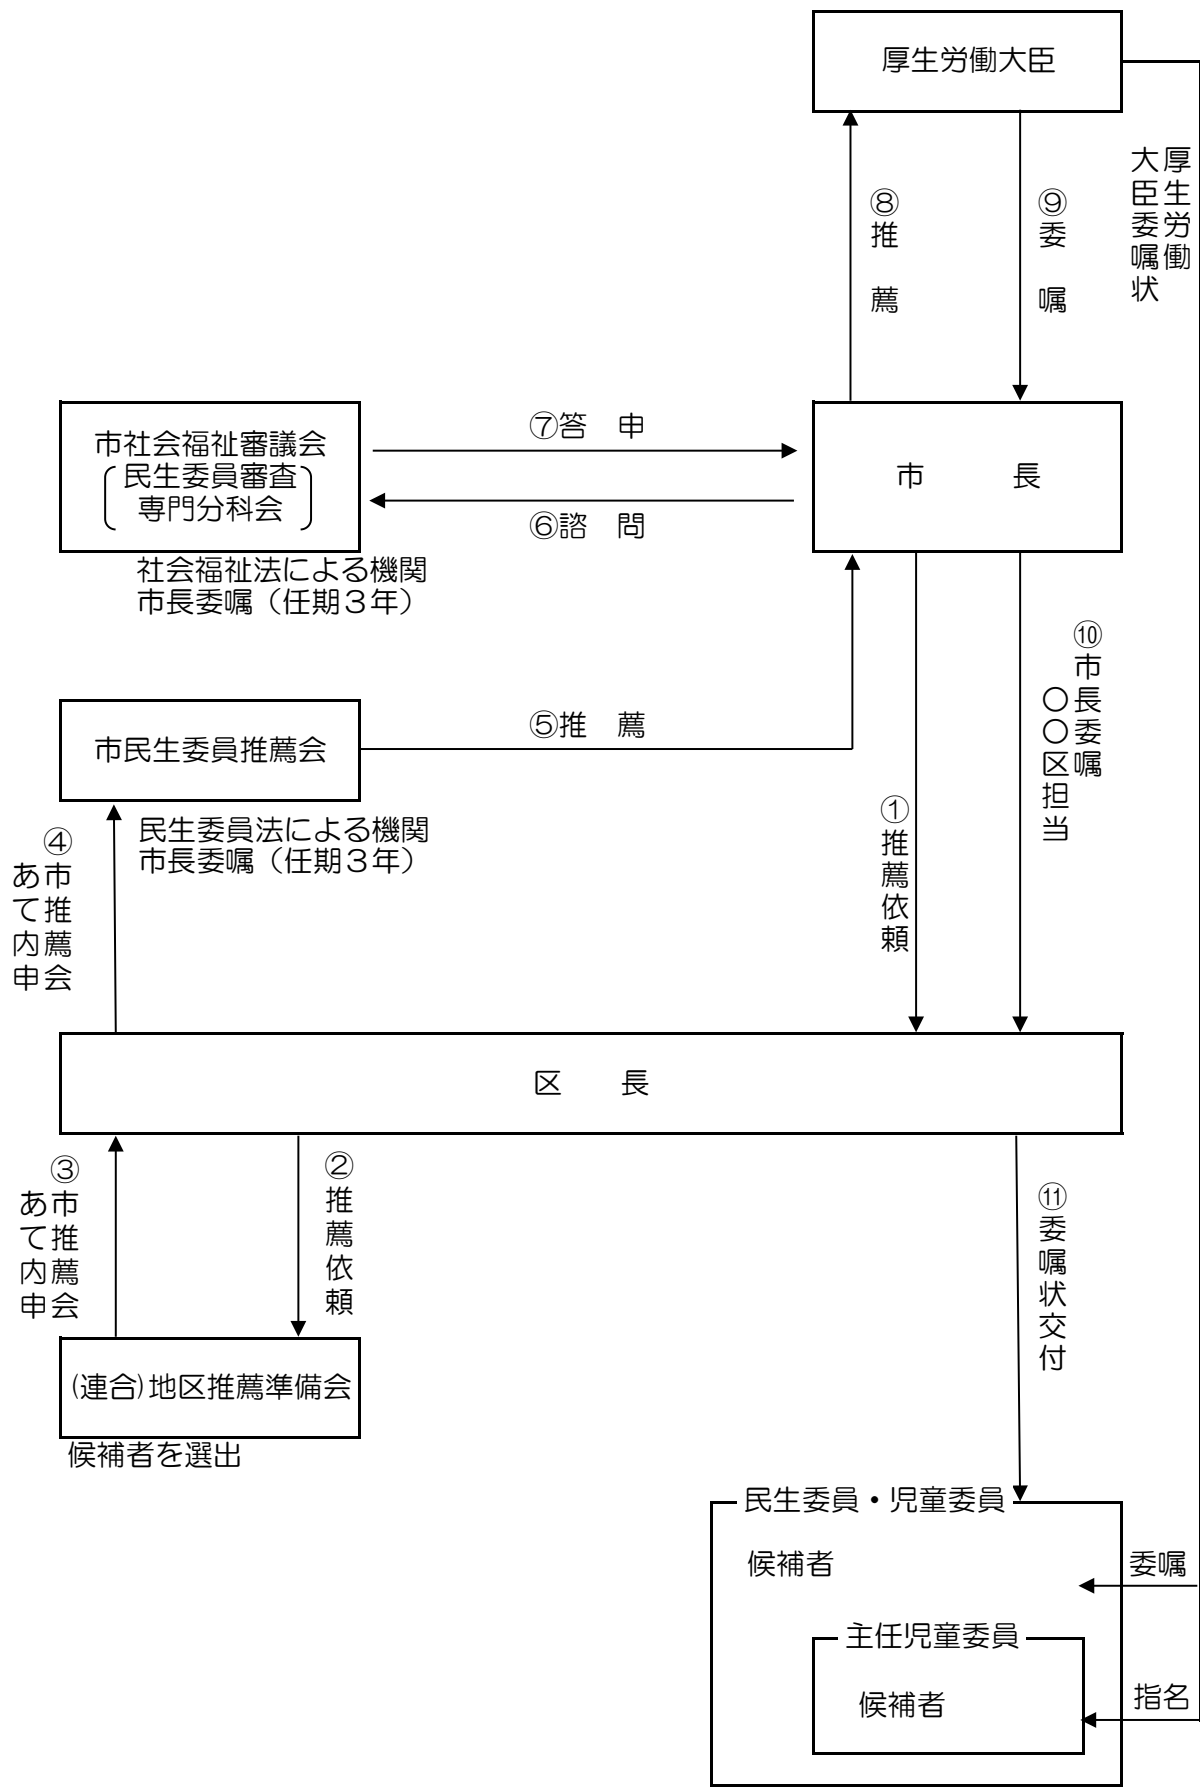 厚生労働大臣
厚生労働
大臣委嘱状
⑧推　薦
⑨委　嘱
市社会福祉審議会
民生委員審査
専門分科会
社会福祉法による機関
市長委嘱（任期３年）
⑦答　申
⑥諮　問
市　　　長
市民生委員推薦会
民生委員法による機関
市長委嘱（任期３年）
⑤推　薦
①推薦依頼
⑩市長委嘱
〇〇区担当
④市推薦会
あて内申
区　　長
③市推薦会
あて内申
②推薦依頼
⑪委嘱状交付
(連合)地区推薦準備会
候補者を選出
民生委員・児童委員
候補者
委嘱
主任児童委員
候補者
指名